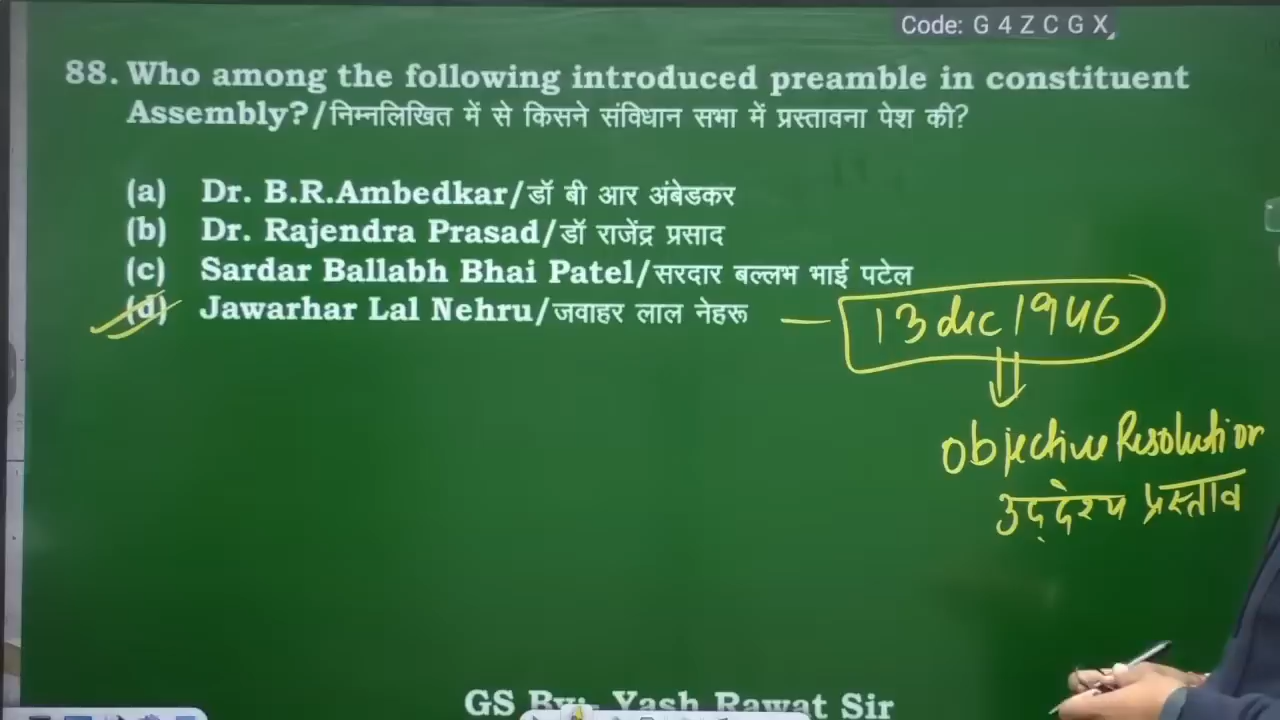 Code: G 4 Z C G X
88. Who among the following introduced preamble in constituent
Assembly?/निम्नलिखित में से किसने संविधान सभा में प्रस्तावना पेश की?
(a) Dr. B.R.Ambedkar/डॉ बी आर अंबेडकर
(b) Dr. Rajendra Prasad/डॉ राजेंद्र प्रसाद
(c) Sardar Ballabh Bhai Patel/सरदार बल्लभ भाई पटेल
(d) Jawarhar Lal Nehru/जवाहर लाल नेहरू — 13 dec 1946
Objective Resolution
उद्देश्य प्रस्ताव
GS By:- Yash Rawat Sir